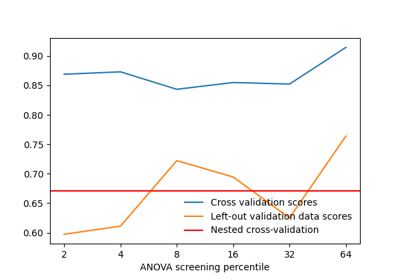 0.90
0.85
0.80
0.75
0.70
0.65
0.60
Cross validation scores
Left-out validation data scores
Nested cross-validation
2 4 8 16 32 64
ANOVA screening percentile